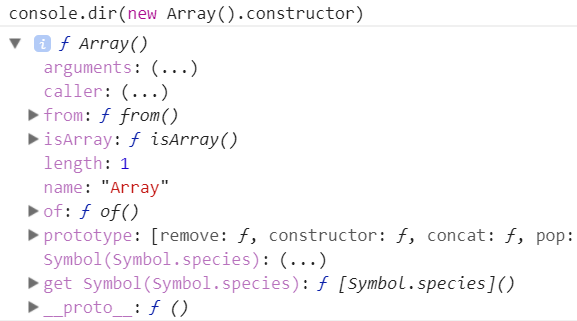 console.dir(new Array().constructor)
▼ i ƒ Array()
arguments: (...)
caller: (...)
▶ from: ƒ from()
▶ isArray: ƒ isArray()
length: 1
name: "Array"
▶ of: ƒ of()
▶ prototype: [remove: ƒ, constructor: ƒ, concat: ƒ, pop:
Symbol(Symbol.species): (...)
▶ get Symbol(Symbol.species): ƒ [Symbol.species]()
▶ __proto__: ƒ ()